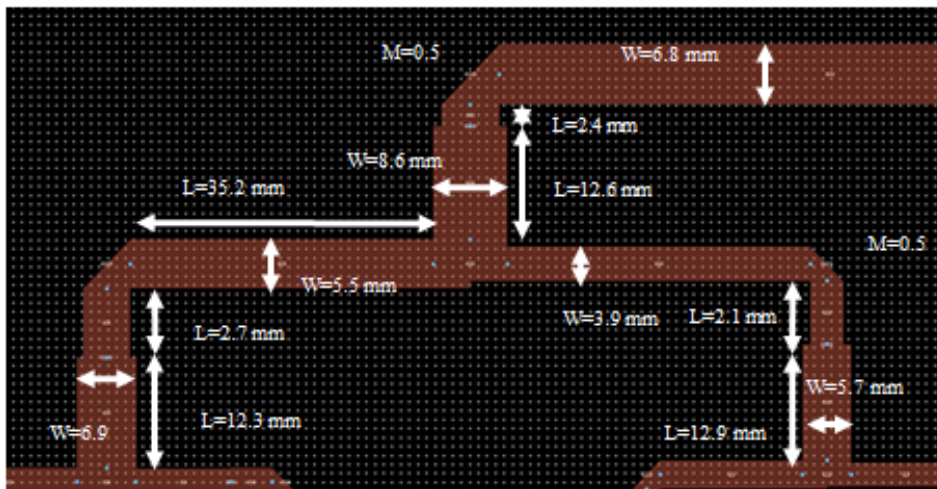 M=0.5
W=6.8 mm
L=2.4 mm
W=8.6 mm
L=35.2 mm
L=12.6 mm
M=0.5
W=5.5 mm
W=3.9 mm
L=2.1 mm
L=2.7 mm
W=5.7 mm
L=12.3 mm
W=6.9
L=12.9 mm